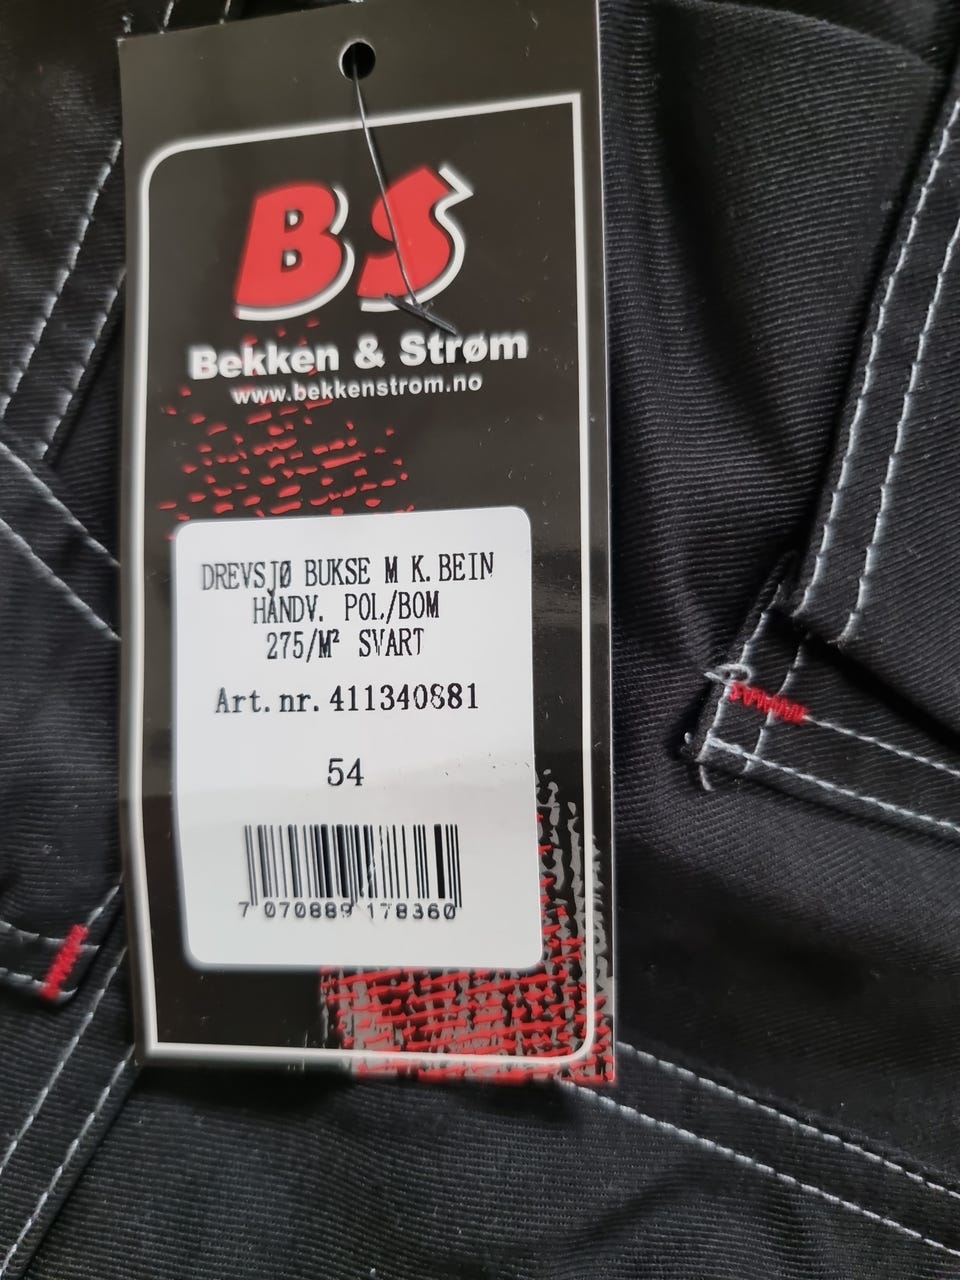 BS
Bekken & Strøm
www.bekkenstrom.no
DREVSJØ BUKSE M K.BEIN
HÅNDV. POL/BOM
275/M² SVART
Art.nr.411340881
54
7 070889 178360